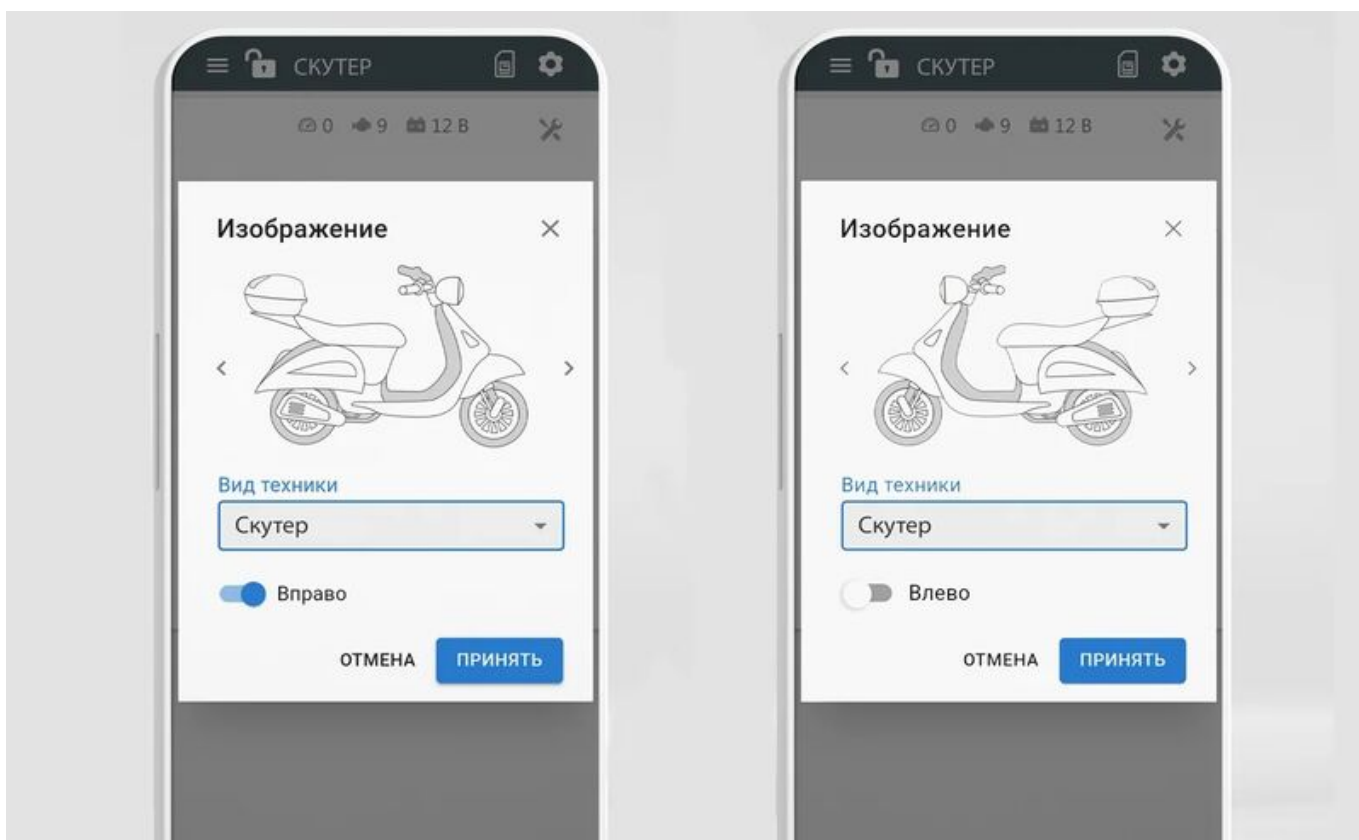 СКУТЕР
0 9 12 В
Изображение
Вид техники
Скутер
Вправо
ОТМЕНА ПРИНЯТЬ
СКУТЕР
0 9 12 В
Изображение
Вид техники
Скутер
Влево
ОТМЕНА ПРИНЯТЬ